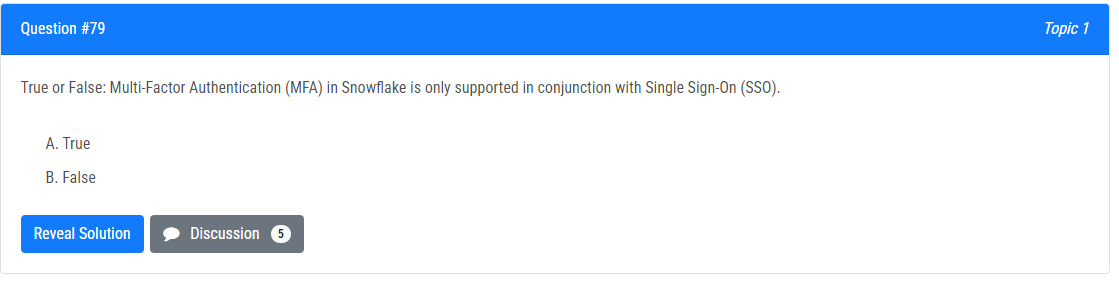 Question #79
Topic 1
True or False: Multi-Factor Authentication (MFA) in Snowflake is only supported in conjunction with Single Sign-On (SSO).
A. True
B. False
Reveal Solution
Discussion 5